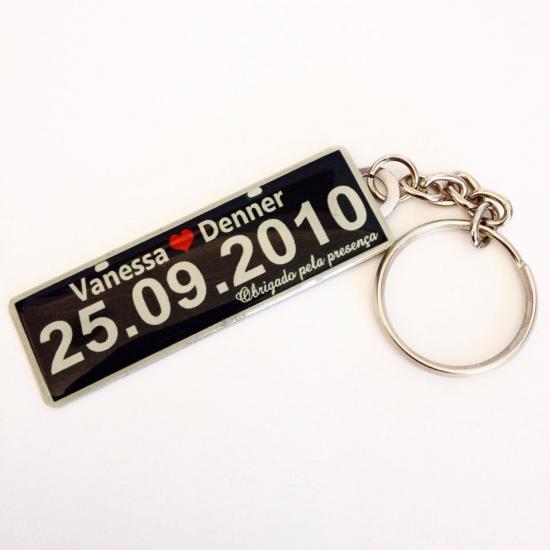 Vanessa ❤ Denner
25.09.2010
Obrigado pela presença